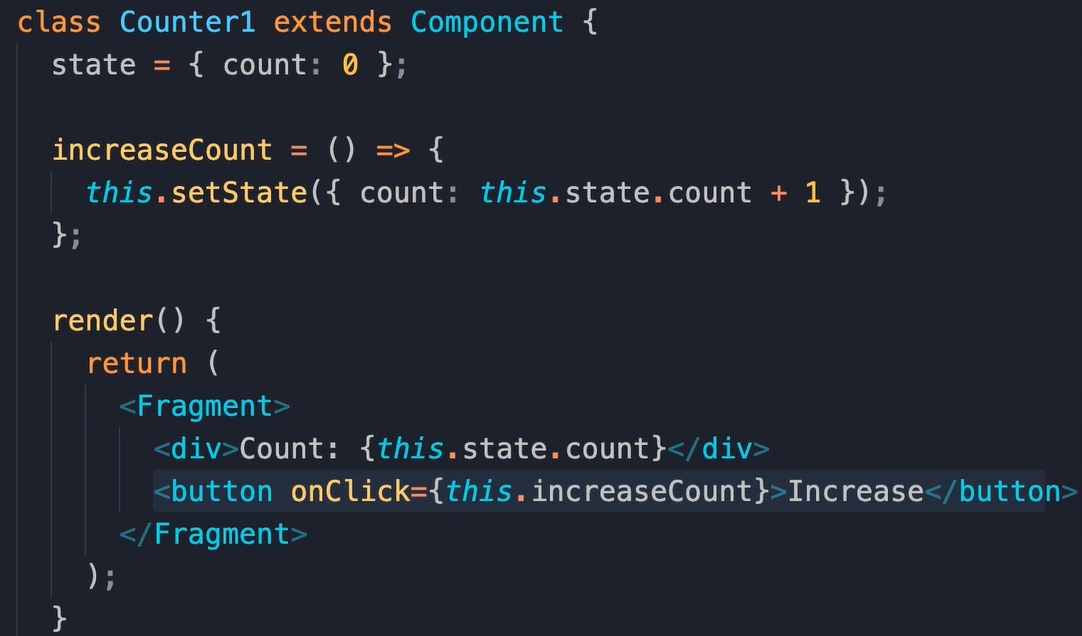 class Counter1 extends Component {
  state = { count: 0 };

  increaseCount = () => {
    this.setState({ count: this.state.count + 1 });
  };

  render() {
    return (
      <Fragment>
        <div>Count: {this.state.count}</div>
        <button onClick={this.increaseCount}>Increase</button>
      </Fragment>
    );
  }